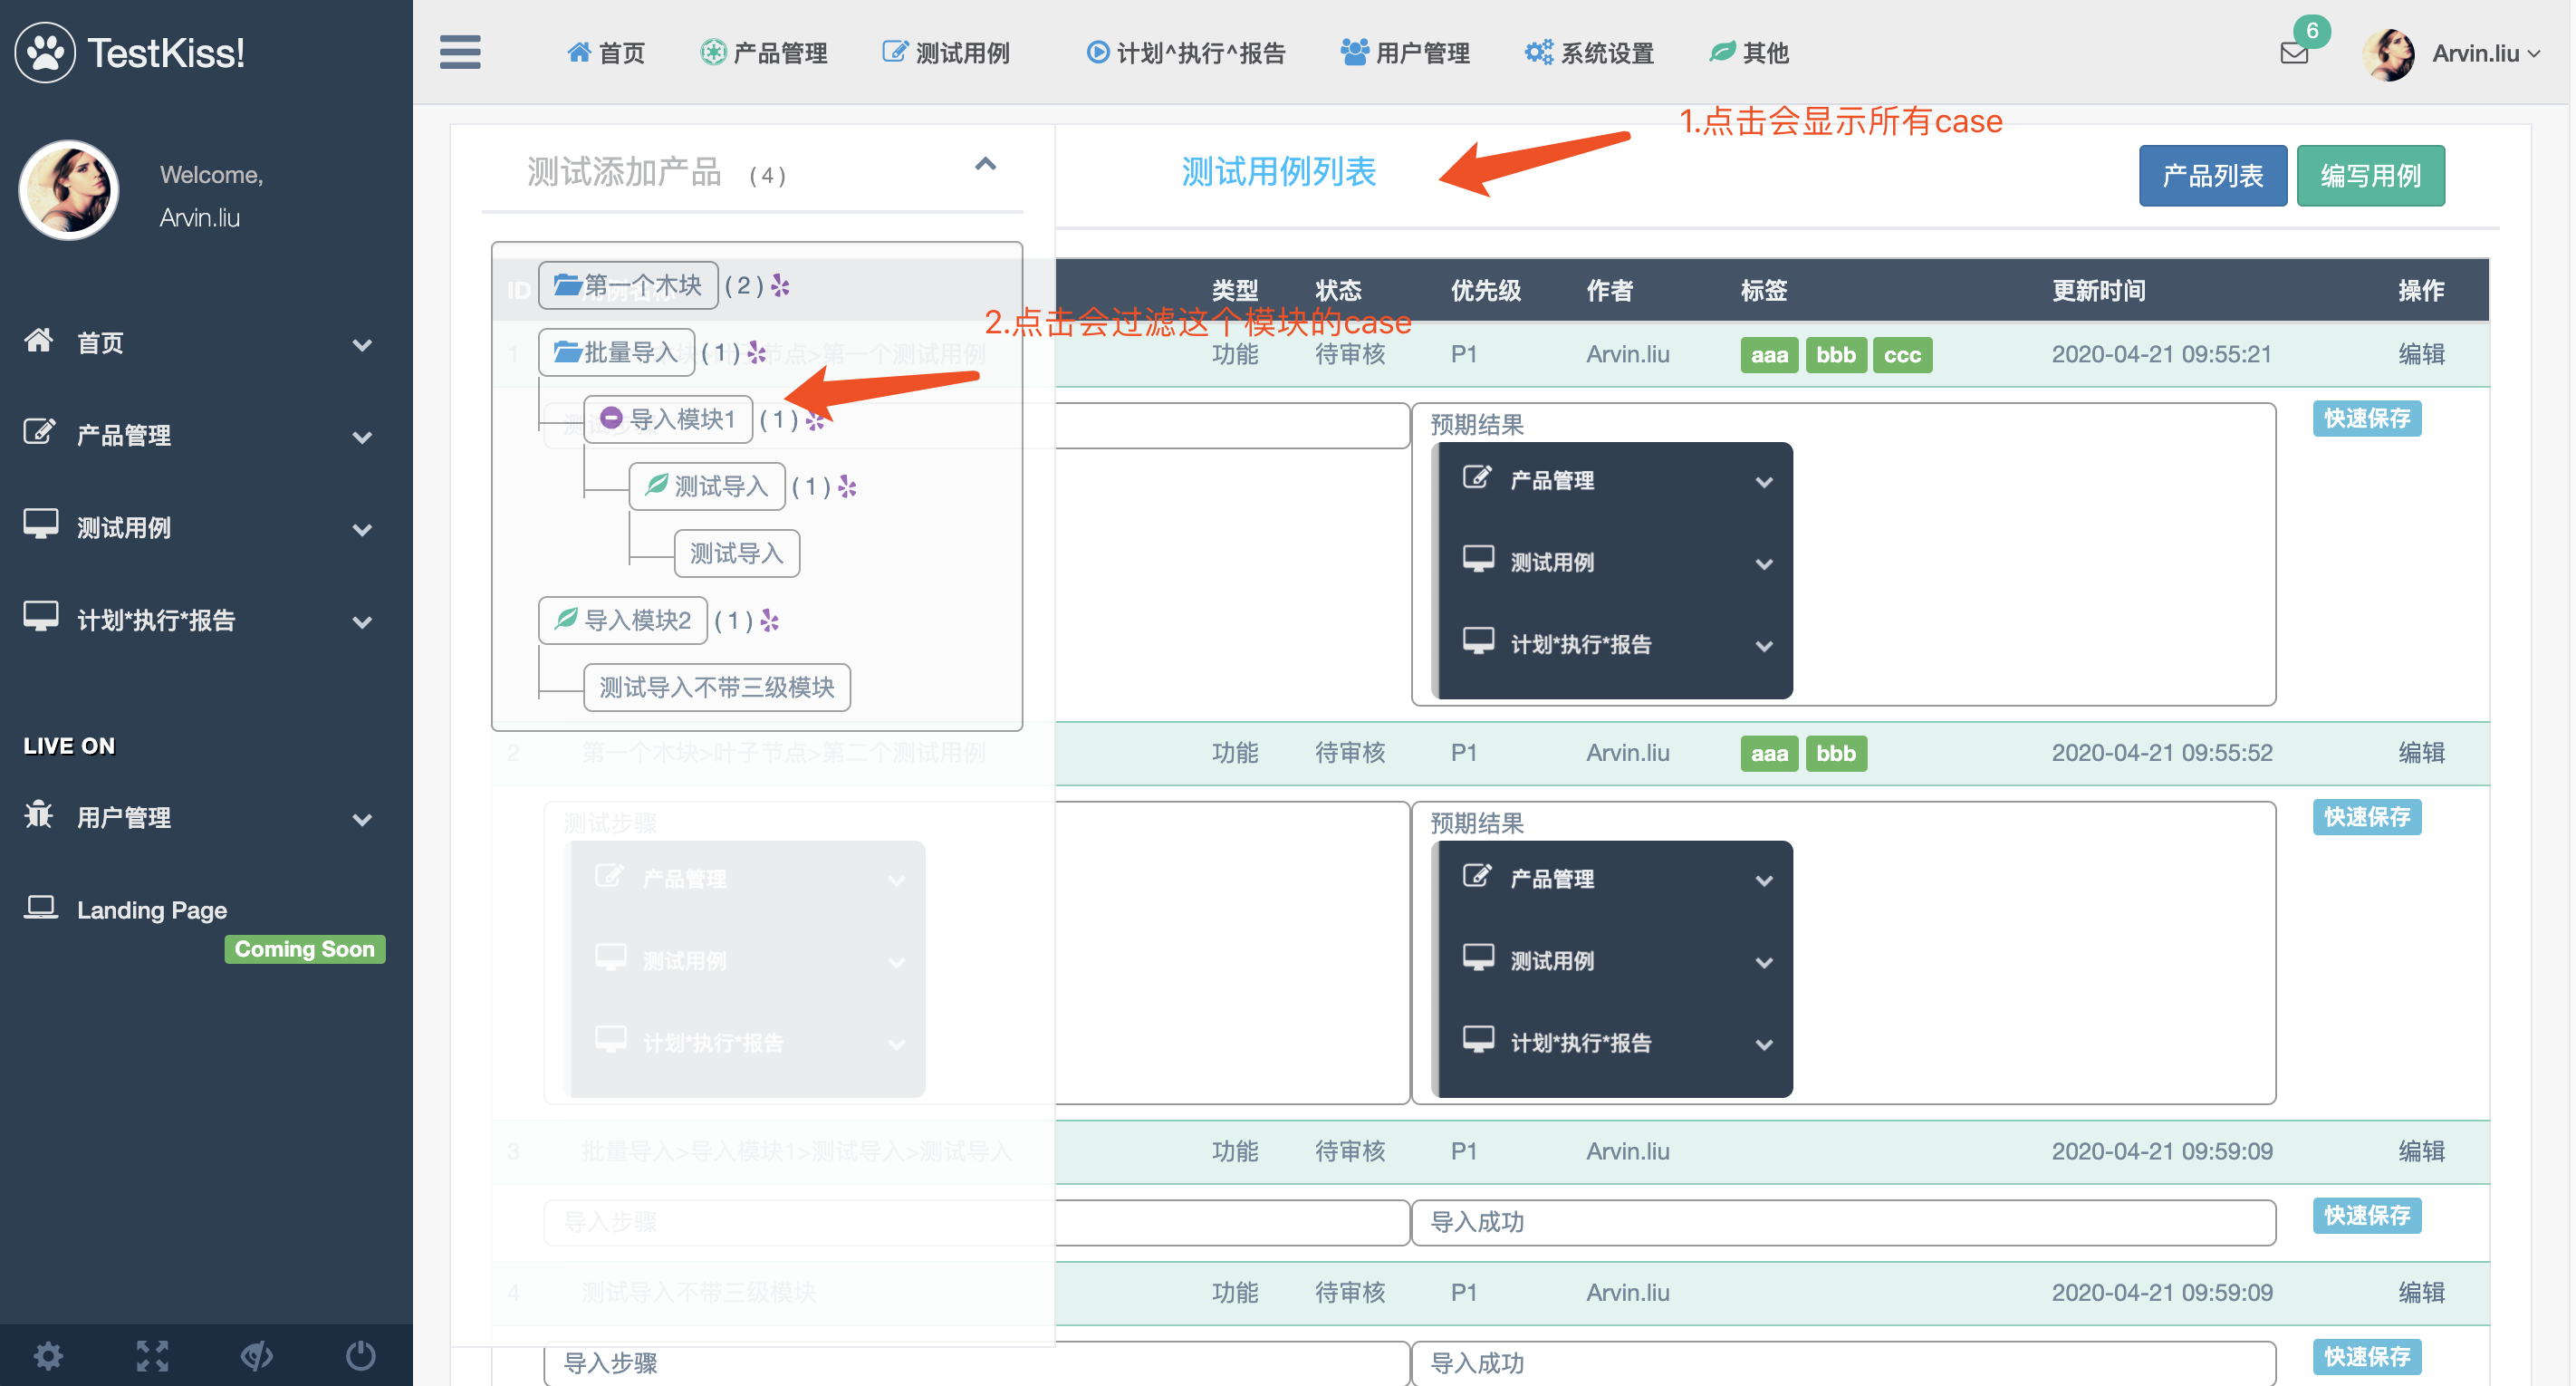 TestKiss!
首页
产品管理
测试用例
计划^执行^报告
用户管理
系统设置
其他
6
Arvin.liu
Welcome,
Arvin.liu
首页
产品管理
测试用例
计划*执行*报告
LIVE ON
用户管理
Landing Page
Coming Soon
1.点击会显示所有case
测试添加产品 (4)
测试用例列表
产品列表
编写用例
第一个木块 (2)
2.点击会过滤这个模块的case
批量导入 (1)
导入模块1 (1)
测试导入 (1)
测试导入
导入模块2 (1)
测试导入不带三级模块
ID 类型 状态 优先级 作者 标签 更新时间 操作
1 节点>第一个测试用例 功能 待审核 P1 Arvin.liu aaa bbb ccc 2020-04-21 09:55:21 编辑
预期结果
快速保存
产品管理
测试用例
计划*执行*报告
2 第一个木块>叶子节点>第二个测试用例 功能 待审核 P1 Arvin.liu aaa bbb 2020-04-21 09:55:52 编辑
测试步骤
预期结果
快速保存
产品管理
产品管理
测试用例
测试用例
计划*执行*报告
计划*执行*报告
3 批量导入>导入模块1>测试导入>测试导入 功能 待审核 P1 Arvin.liu 2020-04-21 09:59:09 编辑
导入步骤
导入成功
快速保存
4 测试导入不带三级模块 功能 待审核 P1 Arvin.liu 2020-04-21 09:59:09 编辑
导入步骤
导入成功
快速保存